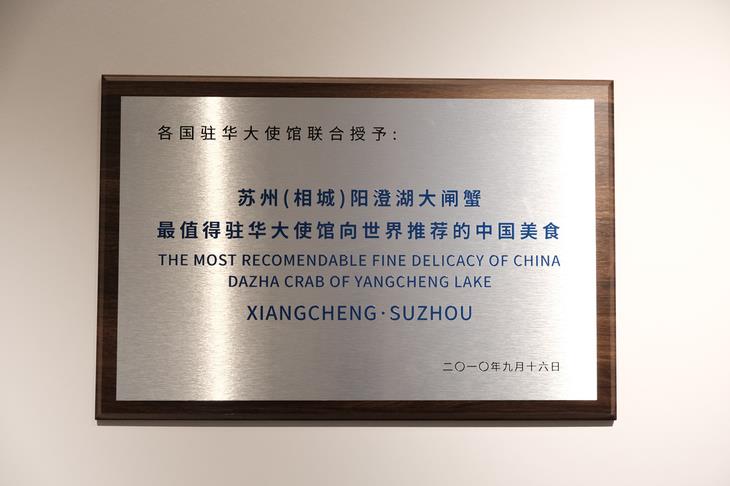 各国驻华大使馆联合授予:
苏州(相城)阳澄湖大闸蟹
最值得驻华大使馆向世界推荐的中国美食
THE MOST RECOMENDABLE FINE DELICACY OF CHINA
DAZHA CRAB OF YANGCHENG LAKE
XIANGCHENG·SUZHOU
二〇一〇年九月十六日